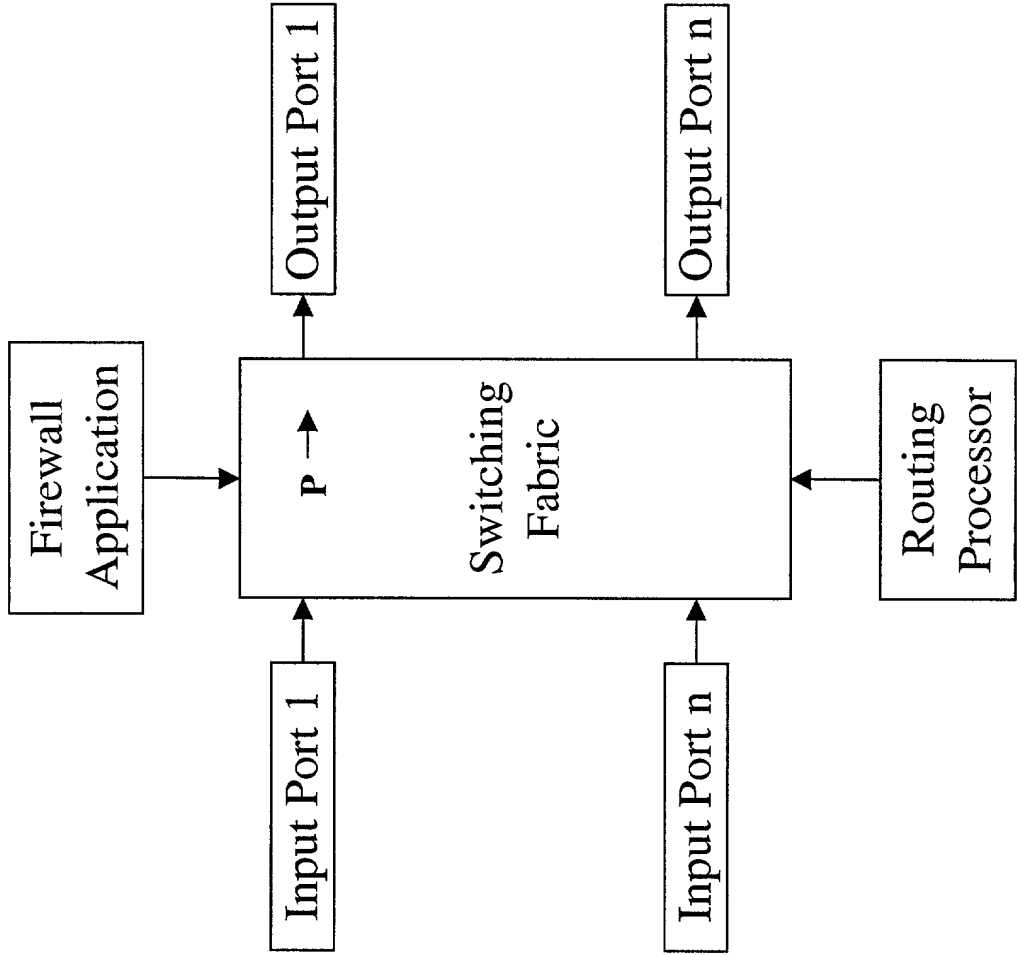 Firewall
Application
Output Port 1
Output Port n
P
Switching
Fabric
Input Port 1
Input Port n
Routing
Processor